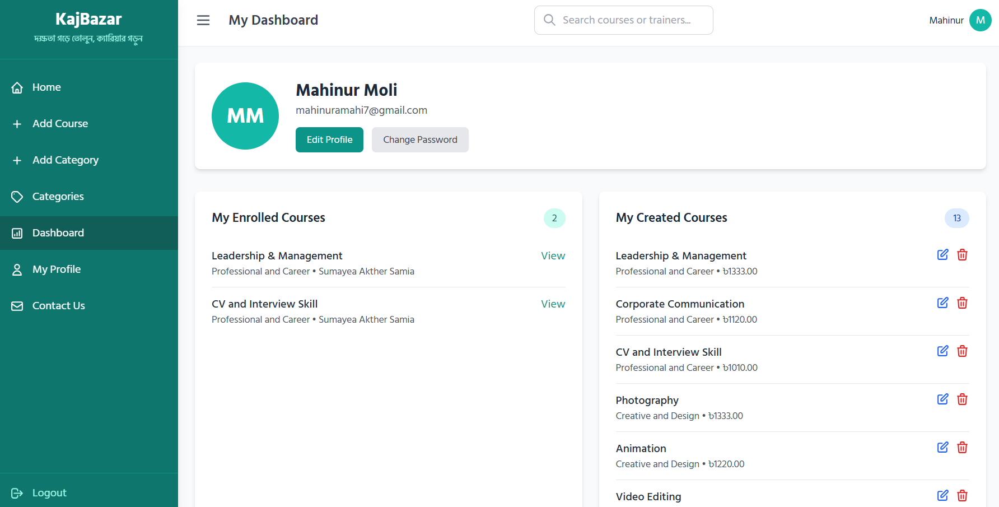 KajBazar
দক্ষতা গড়ে তোলুন, ক্যারিয়ার গড়ুন
Home
Add Course
Add Category
Categories
Dashboard
My Profile
Contact Us
Logout
My Dashboard
Search courses or trainers...
Mahinur
M
MM
Mahinur Moli
mahinuramahi7@gmail.com
Edit Profile
Change Password
My Enrolled Courses
2
Leadership & Management
View
Professional and Career • Sumayea Akther Samia
CV and Interview Skill
View
Professional and Career • Sumayea Akther Samia
My Created Courses
13
Leadership & Management
Professional and Career • ৳1333.00
Corporate Communication
Professional and Career • ৳1120.00
CV and Interview Skill
Professional and Career • ৳1010.00
Photography
Creative and Design • ৳1333.00
Animation
Creative and Design • ৳1220.00
Video Editing